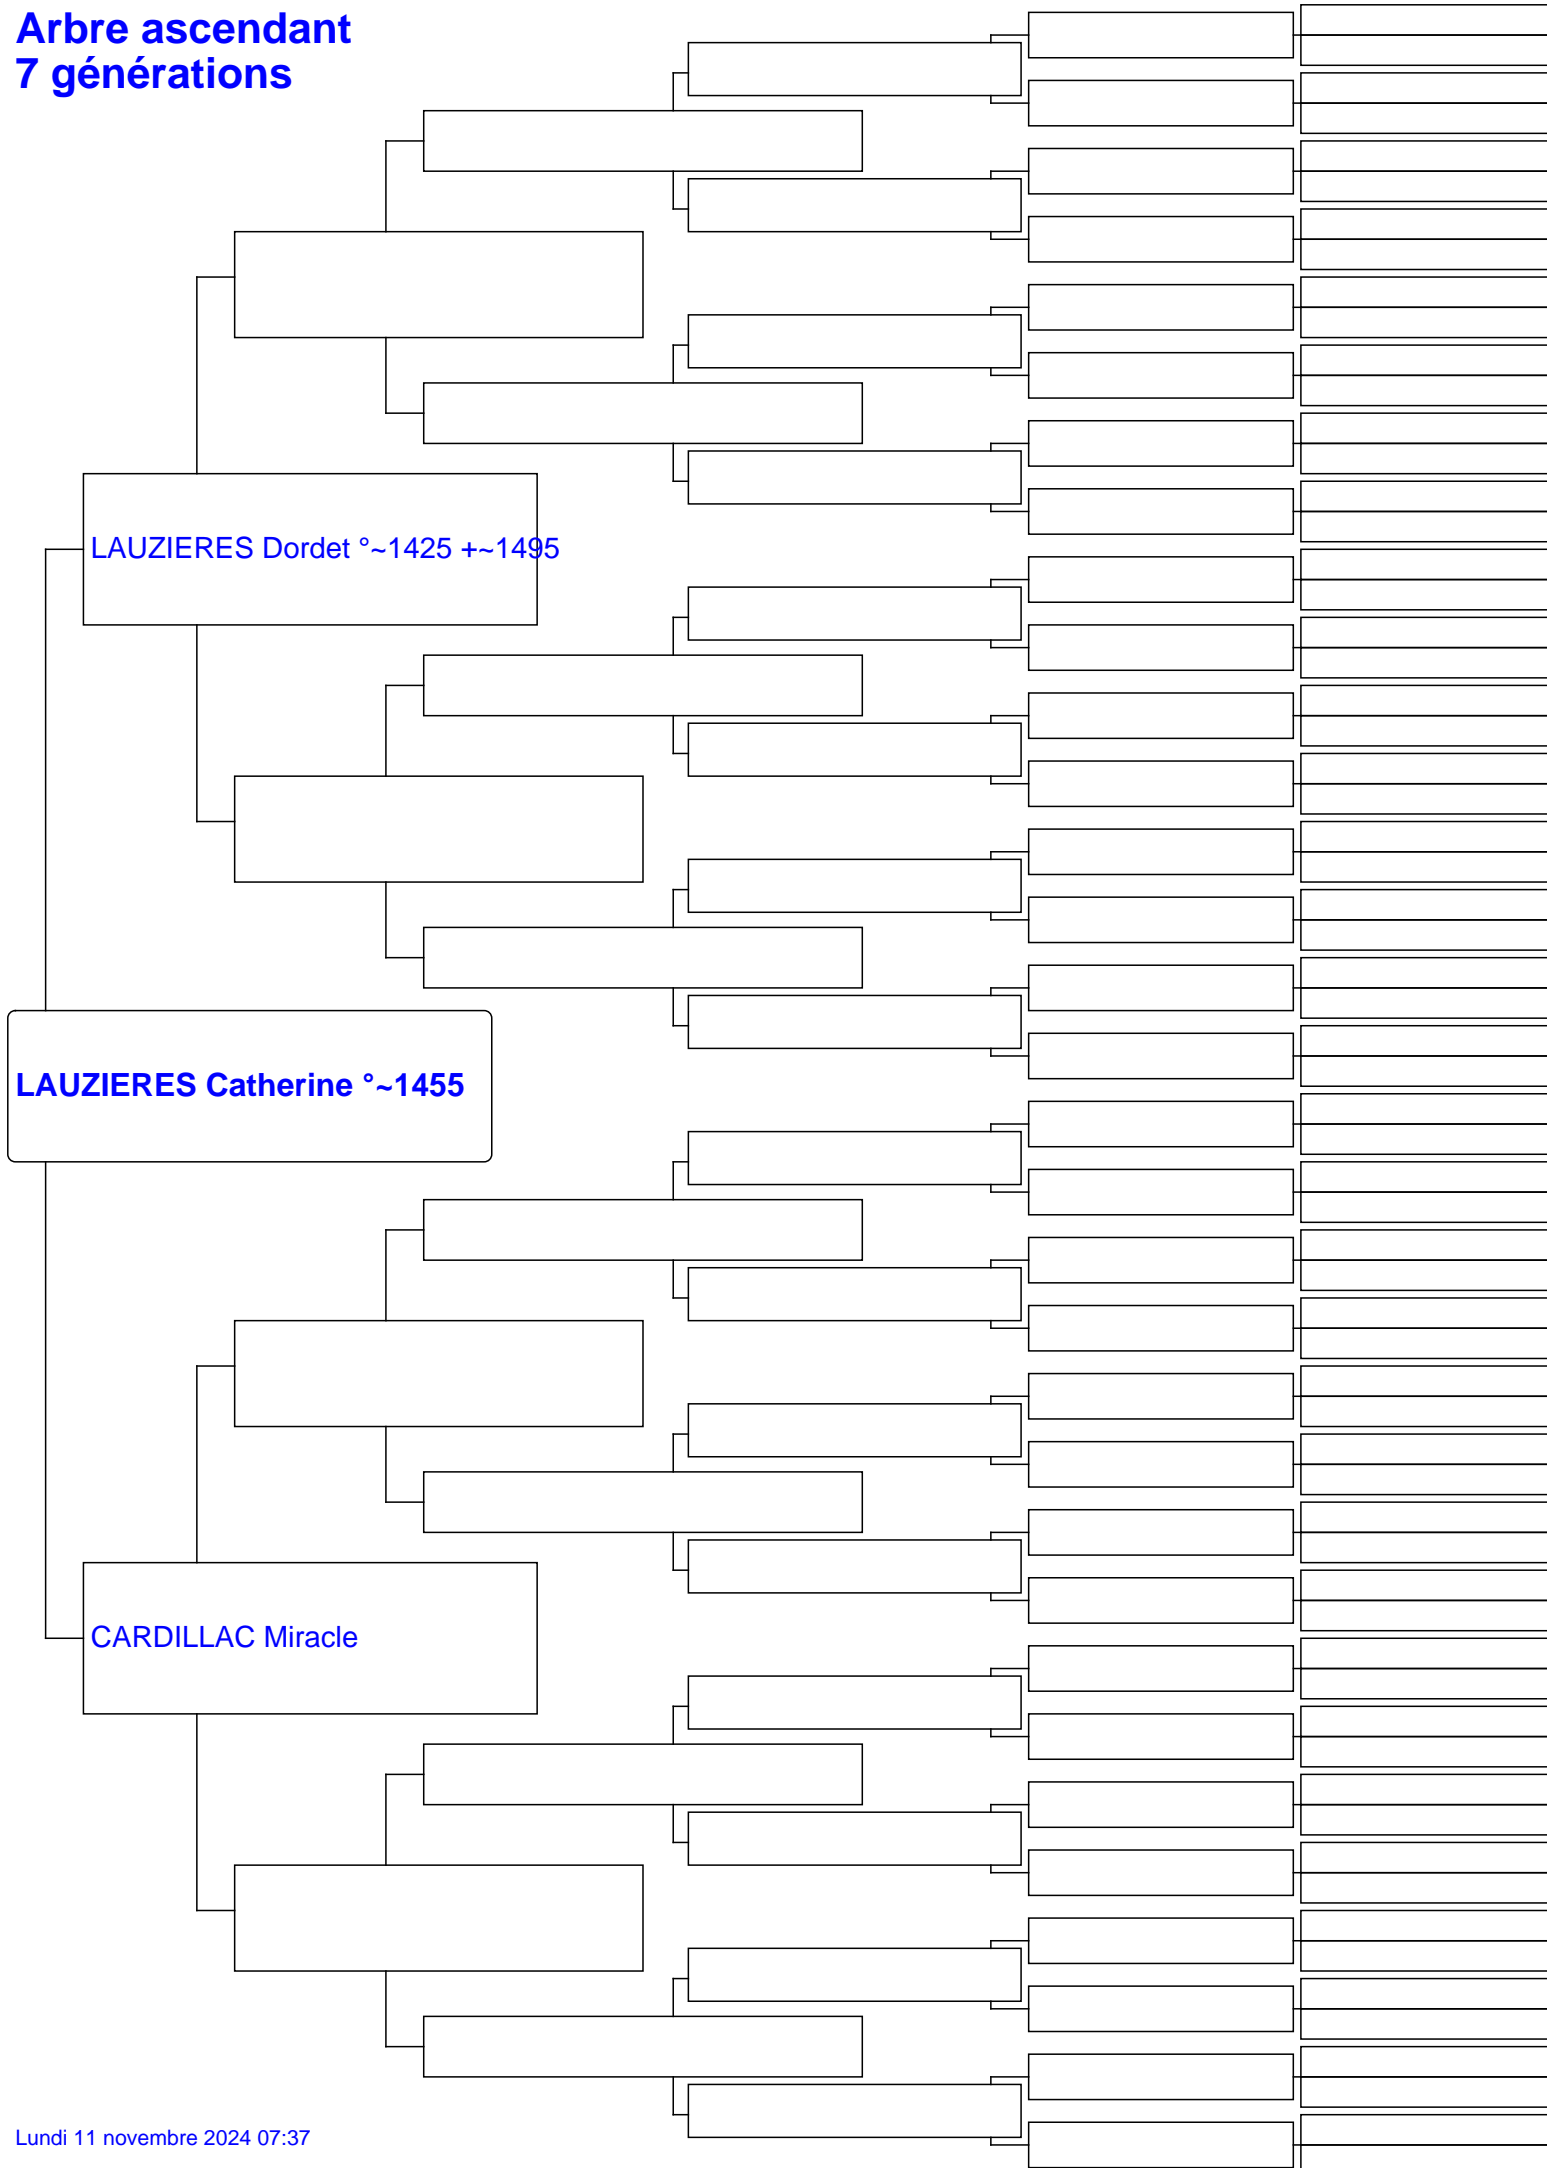 Arbre ascendant
7 générations
LAUZIERES Dordet °~1425 +~1495
LAUZIERES Catherine °~1455
CARDILLAC Miracle
Lundi 11 novembre 2024 07:37